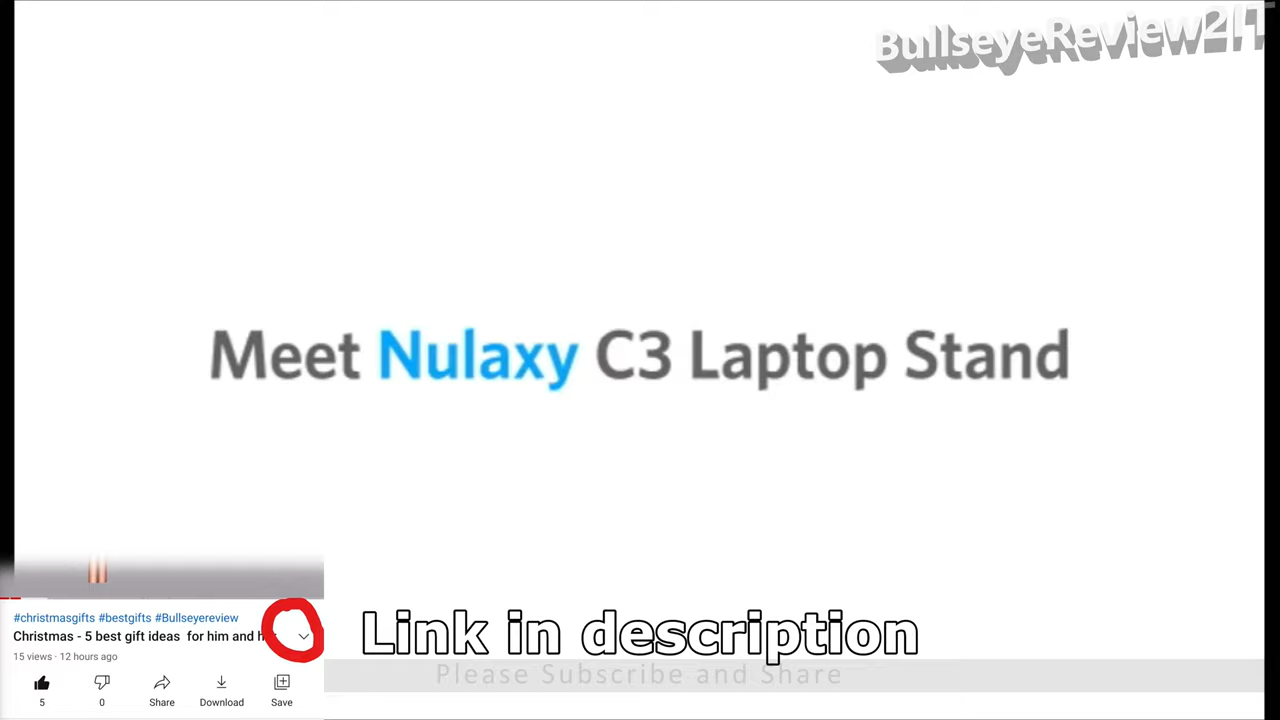 BullseyeReview2IT
Meet Nulaxy C3 Laptop Stand
#christmasgifts #bestgifts #Bullseyereview
Christmas - 5 best gift ideas for him and h
15 views · 12 hours ago
5
0
Share
Download
Save
Link in description
Please Subscribe and Share